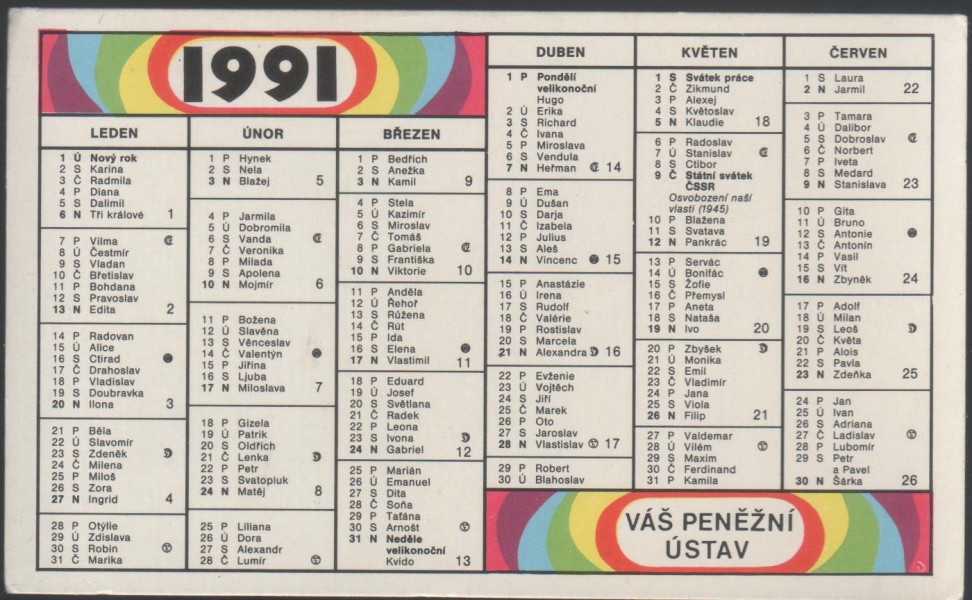 1991
LEDEN
1 Ú Nový rok
2 S Karina
3 Č Radmila
4 P Diana
5 S Dalimil
6 N Tři králové 1
7 P Vilma
8 Ú Čestmír
9 S Vladan
10 Č Břetislav
11 P Bohdana
12 S Pravoslav
13 N Edita 2
14 P Radovan
15 Ú Alice
16 S Ctirad
17 Č Drahoslav
18 P Vladislav
19 S Doubravka
20 N Ilona 3
21 P Běla
22 Ú Slavomír
23 S Zdeněk
24 Č Milena
25 P Miloš
26 S Zora
27 N Ingrid 4
28 P Otýlie
29 Ú Zdislava
30 S Robin
31 Č Marika
ÚNOR
1 P Hynek
2 S Nela
3 N Blažej 5
4 P Jarmila
5 Ú Dobromila
6 S Vanda
7 Č Veronika
8 P Milada
9 S Apolena
10 N Mojmír 6
11 P Božena
12 Ú Slavěna
13 S Věnceslav
14 Č Valentýn
15 P Jiřina
16 S Ljuba
17 N Miloslava 7
18 P Gizela
19 Ú Patrik
20 S Oldřich
21 Č Lenka
22 P Petr
23 S Svatopluk
24 N Matěj 8
25 P Liliana
26 Ú Dora
27 S Alexandr
28 Č Lumír
BŘEZEN
1 P Bedřich
2 S Anežka
3 N Kamil 9
4 P Stela
5 Ú Kazimír
6 S Miroslav
7 Č Tomáš
8 P Gabriela
9 S Františka
10 N Viktorie 10
11 P Anděla
12 Ú Řehoř
13 S Růžena
14 Č Rút
15 P Ida
16 S Elena
17 N Vlastimil 11
18 P Eduard
19 Ú Josef
20 S Světlana
21 Č Radek
22 P Leona
23 S Ivona
24 N Gabriel 12
25 P Marián
26 Ú Emanuel
27 S Dita
28 Č Soňa
29 P Taťána
30 S Arnošt
31 N Neděle
velikonoční
Kvido 13
DUBEN
1 P Pondělí
velikonoční
Hugo
2 Ú Erika
3 S Richard
4 Č Ivana
5 P Miroslava
6 S Vendula
7 N Heřman 14
8 P Ema
9 Ú Dušan
10 S Darja
11 Č Izabela
12 P Julius
13 S Aleš
14 N Vincenc 15
15 P Anastázie
16 Ú Irena
17 S Rudolf
18 Č Valérie
19 P Rostislav
20 S Marcela
21 N Alexandra 16
22 P Evženie
23 Ú Vojtěch
24 S Jiří
25 Č Marek
26 P Oto
27 S Jaroslav
28 N Vlastislav 17
29 P Robert
30 Ú Blahoslav
KVĚTEN
1 S Svátek práce
2 Č Zikmund
3 P Alexej
4 S Květoslav
5 N Klaudie 18
6 P Radoslav
7 Ú Stanislav
8 S Ctibor
9 Č Státní svátek
ČSSR
Osvobození naší
vlasti (1945)
10 P Blažena
11 S Svatava
12 N Pankrác 19
13 P Servác
14 Ú Bonifác
15 S Žofie
16 Č Přemysl
17 P Aneta
18 S Nataša
19 N Ivo 20
20 P Zbyšek
21 Ú Monika
22 S Emil
23 Č Vladimír
24 P Jana
25 S Viola
26 N Filip 21
27 P Valdemar
28 Ú Vilém
29 S Maxim
30 Č Ferdinand
31 P Kamila
ČERVEN
1 S Laura
2 N Jarmil 22
3 P Tamara
4 Ú Dalibor
5 S Dobroslav
6 Č Norbert
7 P Iveta
8 S Medard
9 N Stanislava 23
10 P Gita
11 Ú Bruno
12 S Antonie
13 Č Antonín
14 P Vasil
15 S Vít
16 N Zbyněk 24
17 P Adolf
18 Ú Milan
19 S Leoš
20 Č Květa
21 P Alois
22 S Pavla
23 N Zdeňka 25
24 P Jan
25 Ú Ivan
26 S Adriana
27 Č Ladislav
28 P Lubomír
29 S Petr
a Pavel
30 N Šárka 26
VÁŠ PENĚŽNÍ
ÚSTAV